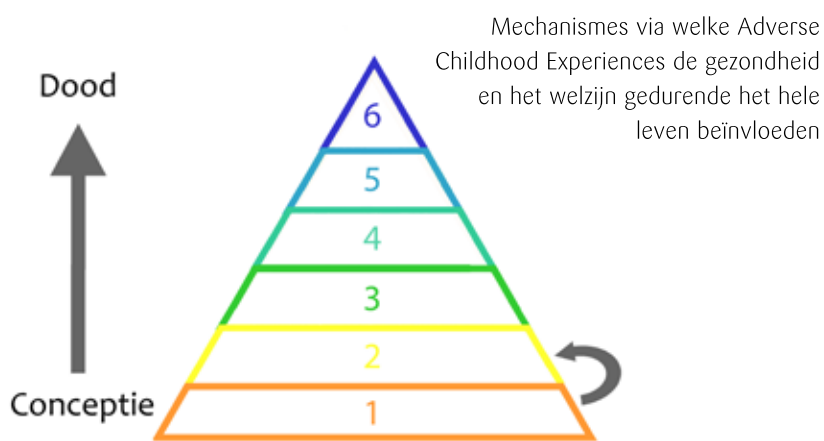 Mechanismes via welke Adverse
Childhood Experiences de gezondheid
en het welzijn gedurende het hele
leven beïnvloeden
Dood
6
5
4
3
2
1
Conceptie